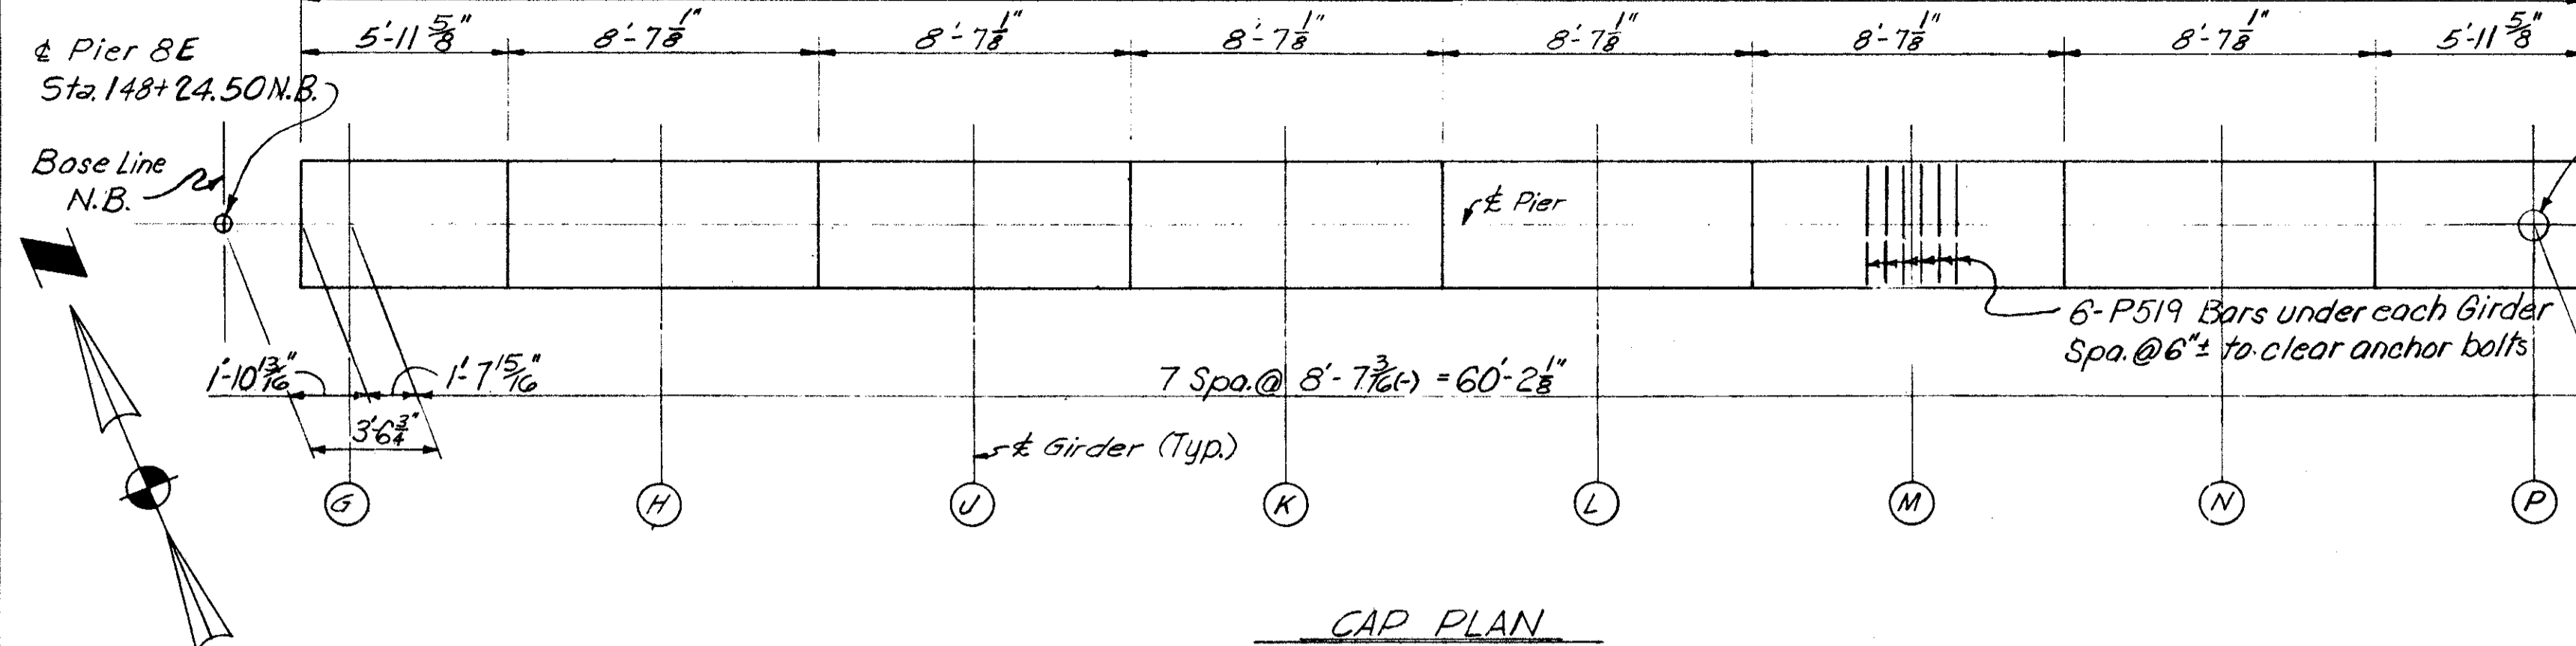 5'-11 5/8" 8'-7 1/8" 8'-7 1/8" 8'-7 1/8" 8'-7 1/8" 8'-7 1/8" 8'-7 1/8" 5'-11 5/8"
℄ Pier 8E
Sta. 148+24.50 N.B.
Base Line
N.B.
℄ Pier
6-P519 Bars under each Girder
Spa. @ 6"± to clear anchor bolts
1'-10 13/16" 1'-7 15/16" 7 Spa. @ 8'-7 3/16(-) = 60'-2 1/8"
3'-6 3/4"
℄ Girder (Typ.)
G H J K L M N P
CAP PLAN